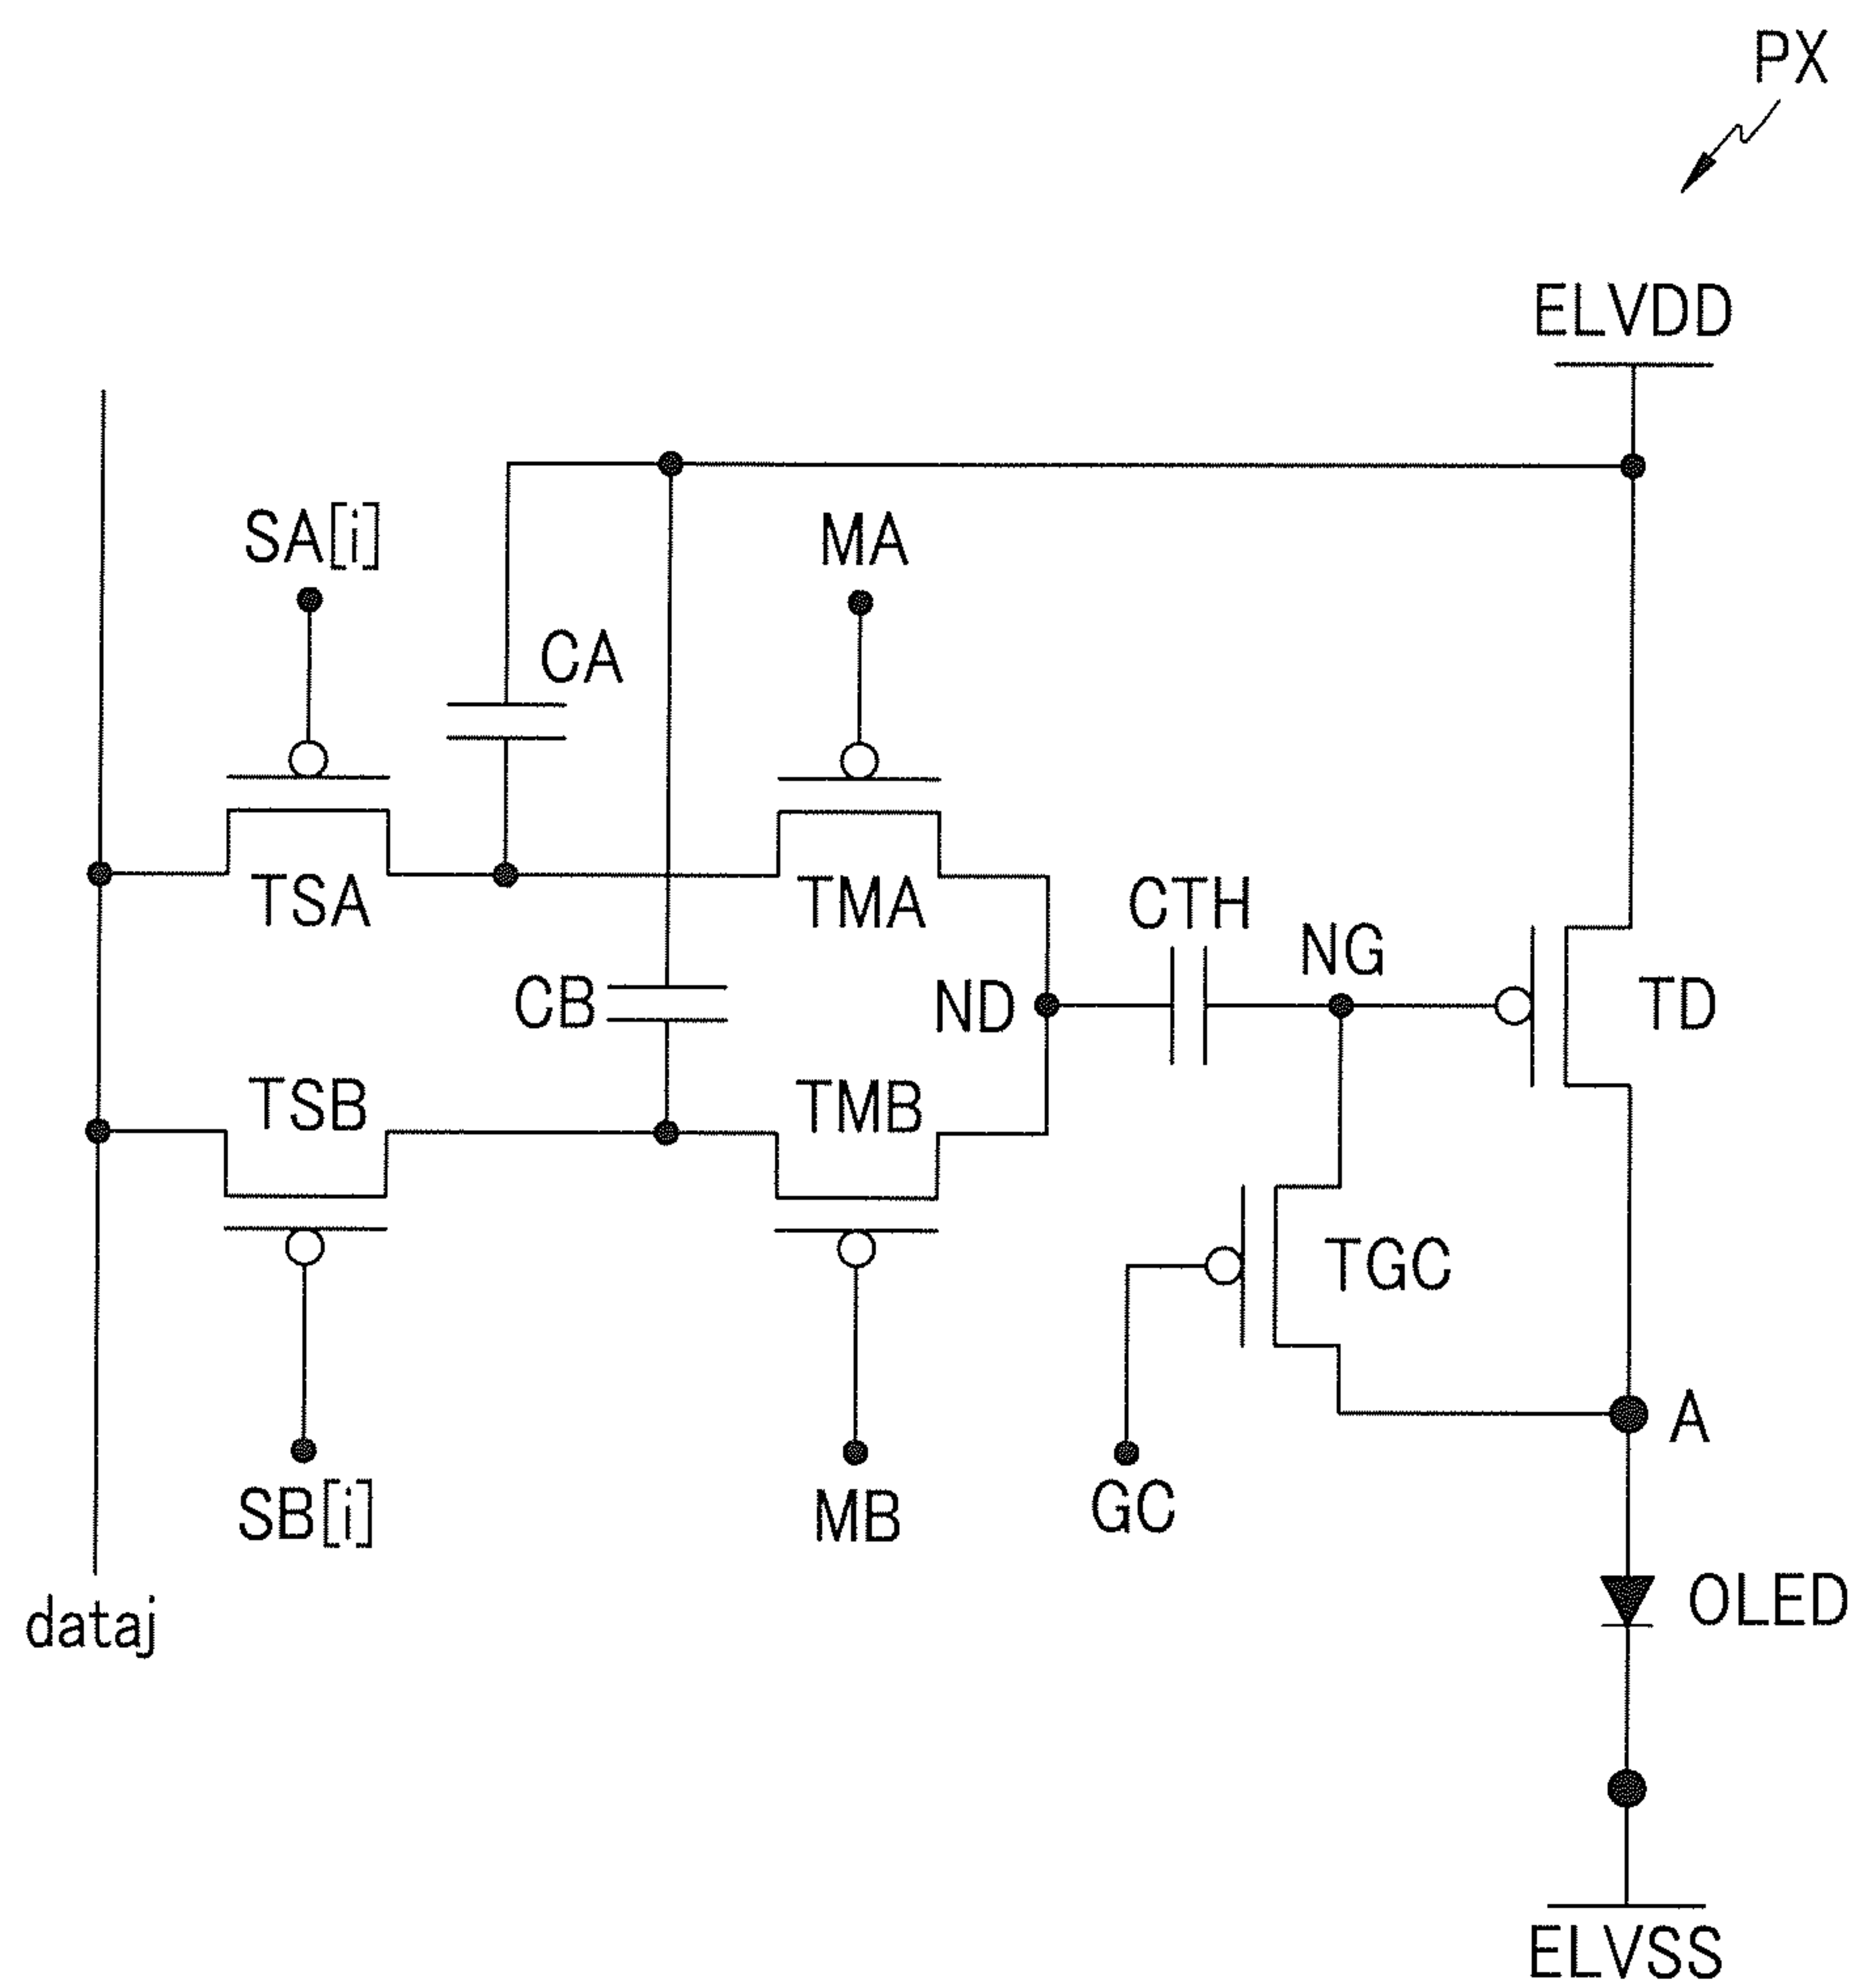 PX
ELVDD
SA[i]
MA
CA
TSA
TMA
CTH
NG
CB
ND
TD
TSB
TMB
TGC
A
SB[i]
MB
GC
OLED
dataj
ELVSS